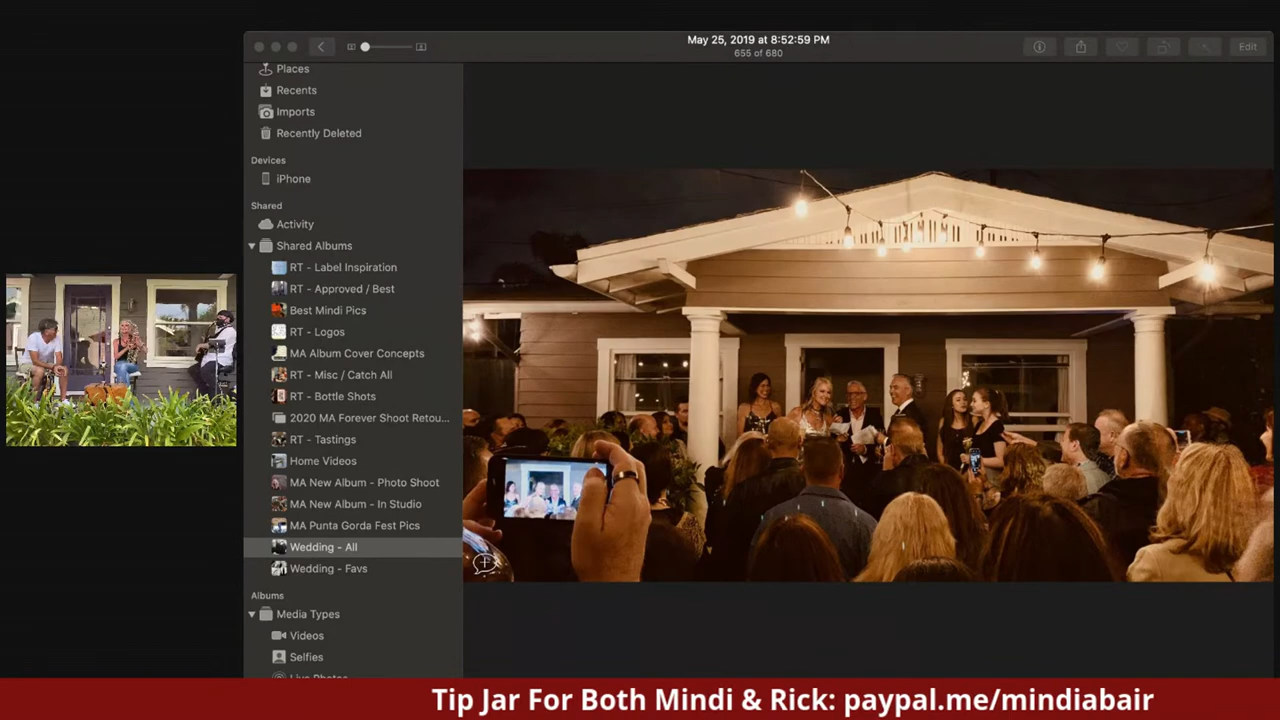 May 25, 2019 at 8:52:59 PM
655 of 680
Edit
Places
Recents
Imports
Recently Deleted
Devices
iPhone
Shared
Activity
Shared Albums
RT - Label Inspiration
RT - Approved / Best
Best Mindi Pics
RT - Logos
MA Album Cover Concepts
RT - Misc / Catch All
RT - Bottle Shots
2020 MA Forever Shoot Retou...
RT - Tastings
Home Videos
MA New Album - Photo Shoot
MA New Album - In Studio
MA Punta Gorda Fest Pics
Wedding - All
Wedding - Favs
Albums
Media Types
Videos
Selfies
Live Photos
Tip Jar For Both Mindi & Rick: paypal.me/mindiabair